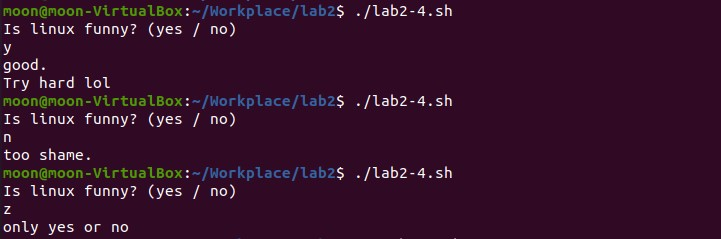 moon@moon-VirtualBox:~/Workplace/lab2$ ./lab2-4.sh
Is linux funny? (yes / no)
y
good.
Try hard lol
moon@moon-VirtualBox:~/Workplace/lab2$ ./lab2-4.sh
Is linux funny? (yes / no)
n
too shame.
moon@moon-VirtualBox:~/Workplace/lab2$ ./lab2-4.sh
Is linux funny? (yes / no)
z
only yes or no